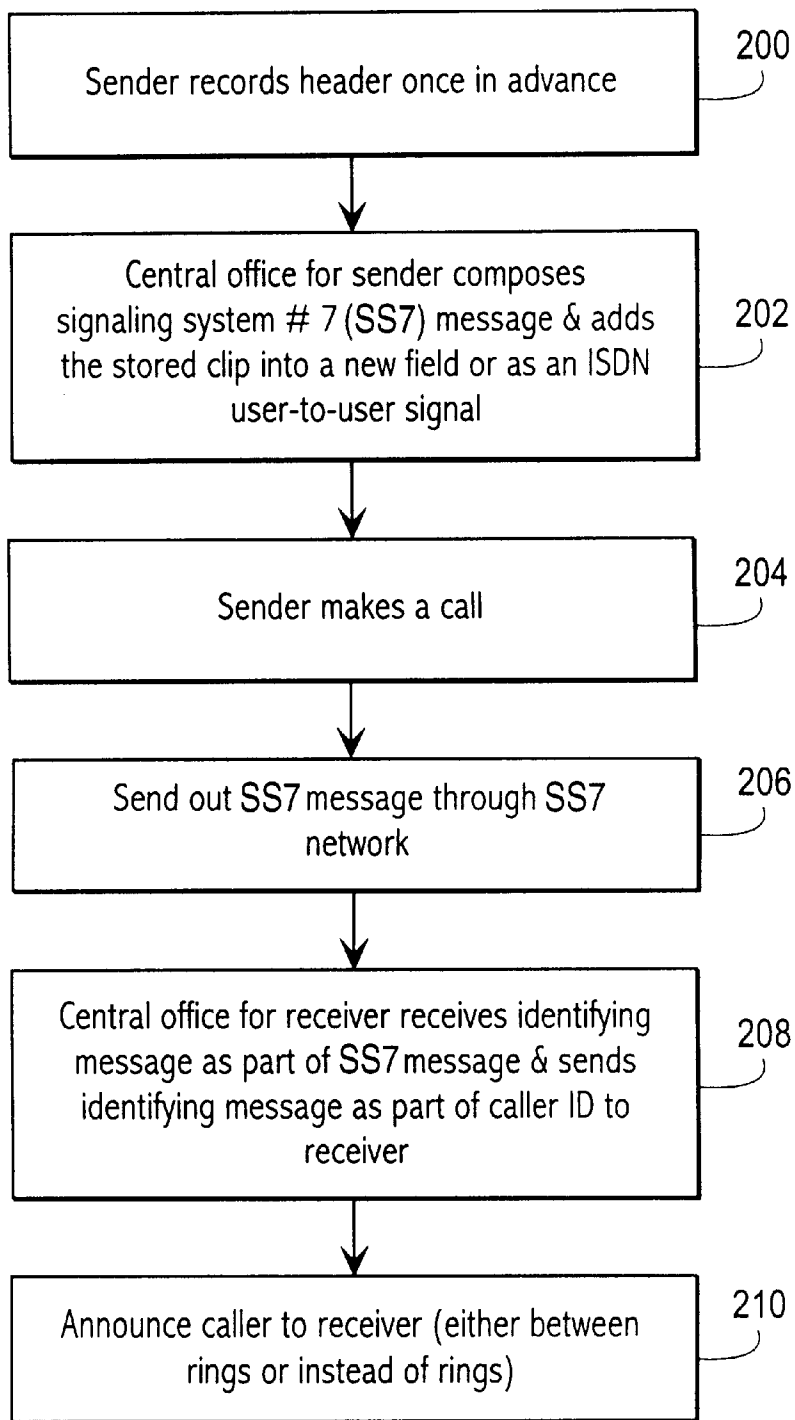 Sender records header once in advance
200
Central office for sender composes
signaling system # 7 (SS7) message & adds
the stored clip into a new field or as an ISDN
user-to-user signal
202
Sender makes a call
204
Send out SS7 message through SS7
network
206
Central office for receiver receives identifying
message as part of SS7 message & sends
identifying message as part of caller ID to
receiver
208
Announce caller to receiver (either between
rings or instead of rings)
210